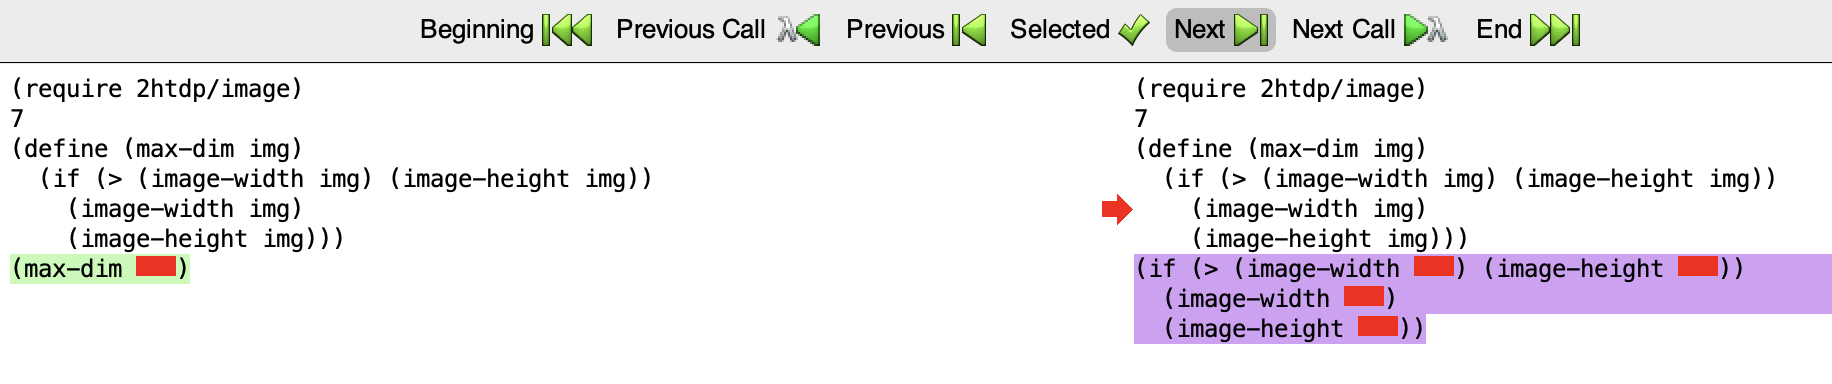 Beginning Previous Call Previous Selected Next Next Call End
(require 2htdp/image)
7
(define (max-dim img)
  (if (> (image-width img) (image-height img))
    (image-width img)
    (image-height img)))
(max-dim )
(require 2htdp/image)
7
(define (max-dim img)
  (if (> (image-width img) (image-height img))
    (image-width img)
    (image-height img)))
(if (> (image-width ) (image-height ))
  (image-width )
  (image-height ))